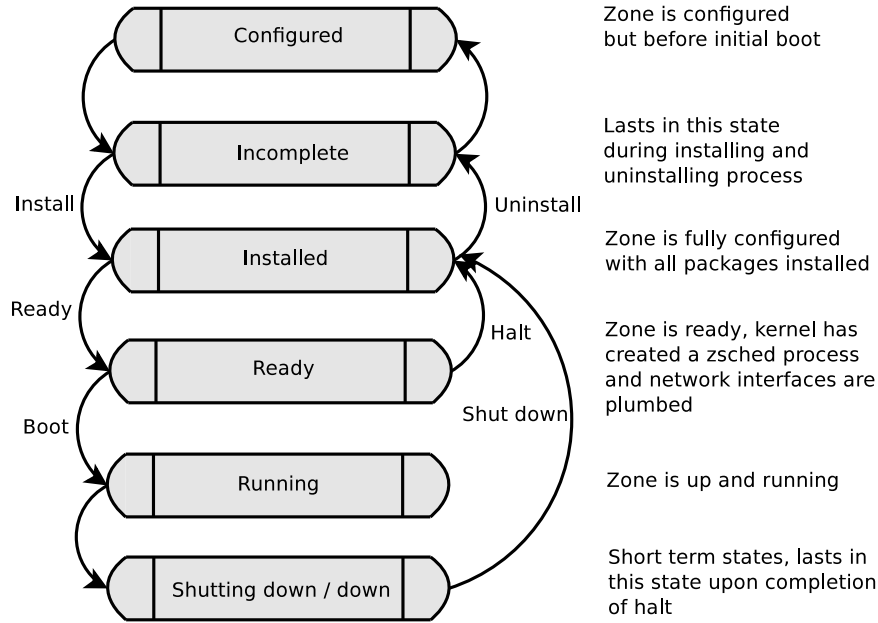 Configured
Zone is configured
but before initial boot
Incomplete
Lasts in this state
during installing and
uninstalling process
Install
Uninstall
Installed
Zone is fully configured
with all packages installed
Ready
Halt
Ready
Zone is ready, kernel has
created a zsched process
and network interfaces are
plumbed
Boot
Shut down
Running
Zone is up and running
Shutting down / down
Short term states, lasts in
this state upon completion
of halt